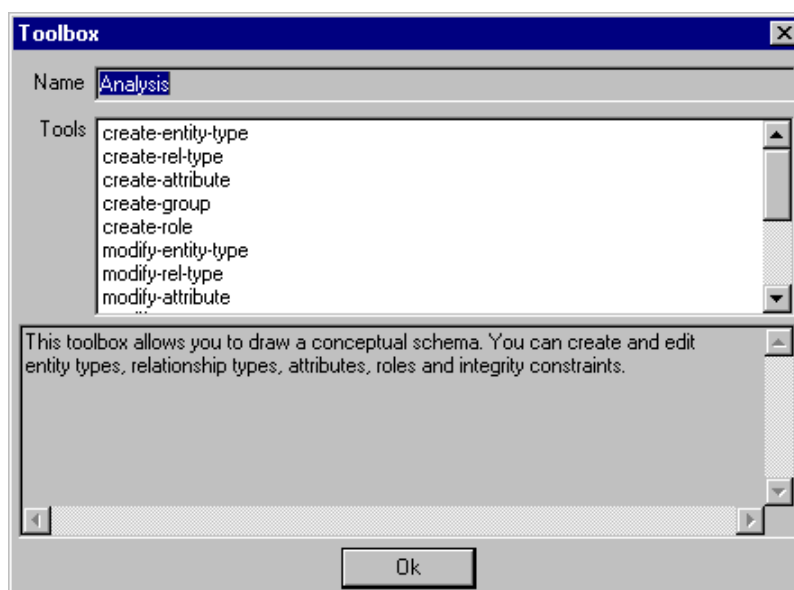 Toolbox
Name Analysis
Tools create-entity-type
create-rel-type
create-attribute
create-group
create-role
modify-entity-type
modify-rel-type
modify-attribute
This toolbox allows you to draw a conceptual schema. You can create and edit
entity types, relationship types, attributes, roles and integrity constraints.
Ok